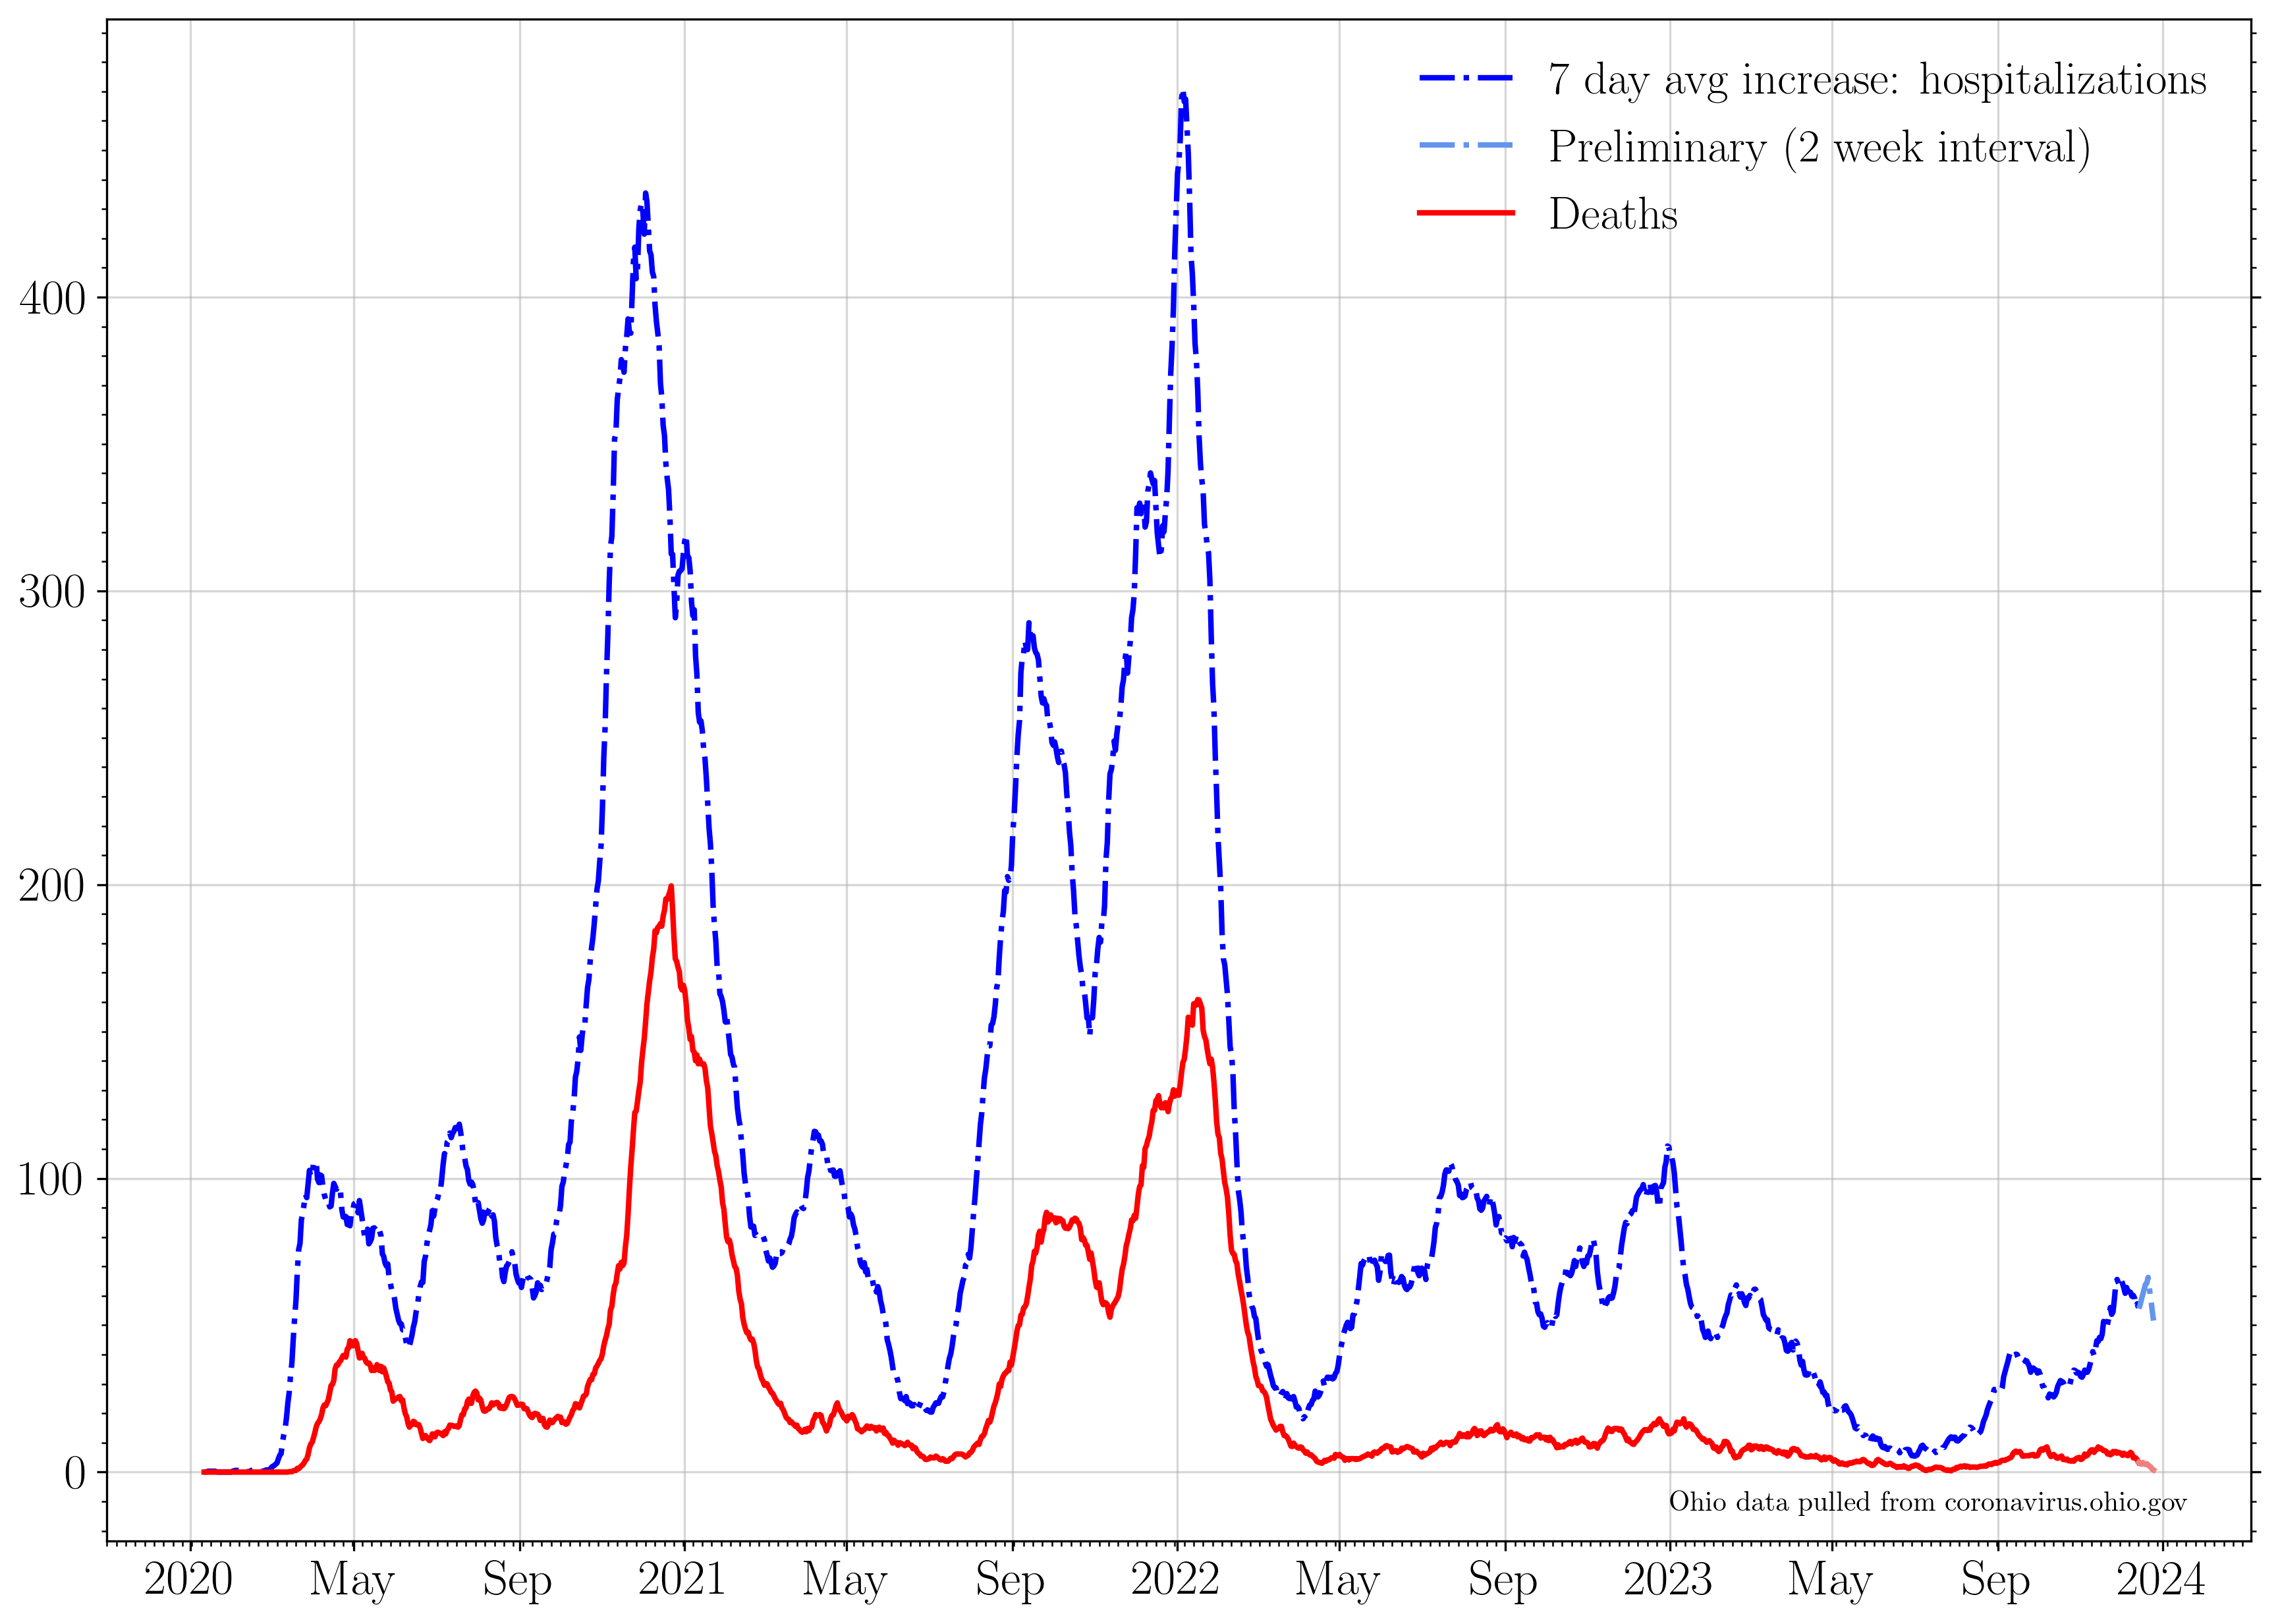 7 day avg increase: hospitalizations
Preliminary (2 week interval)
Deaths
400
300
200
100
0
Ohio data pulled from coronavirus.ohio.gov
2020 May Sep 2021 May Sep 2022 May Sep 2023 May Sep 2024